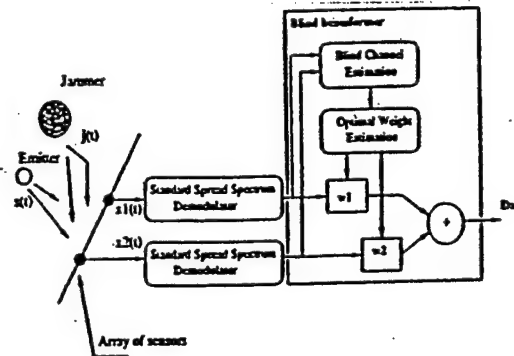 Blind beamformer
Blind Channel
Estimation
Jammer
j(t)
Optimal Weight
Estimation
Emitter
s(t)
x1(t)
Standard Spread Spectrum
Demodulator
w1
+
x2(t)
Standard Spread Spectrum
Demodulator
w2
Array of sensors